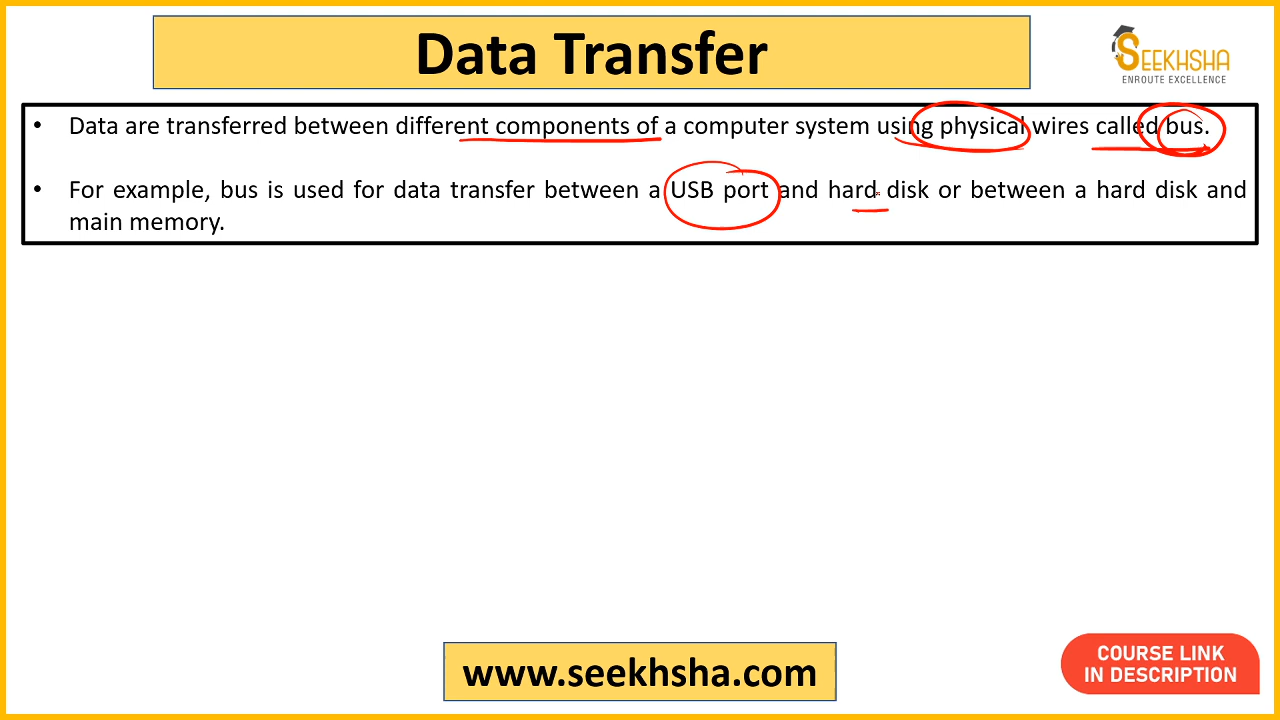 Data Transfer
SEEKHSHA
ENROUTE EXCELLENCE
• Data are transferred between different components of a computer system using physical wires called bus.
• For example, bus is used for data transfer between a USB port and hard disk or between a hard disk and
main memory.
www.seekhsha.com
COURSE LINK
IN DESCRIPTION